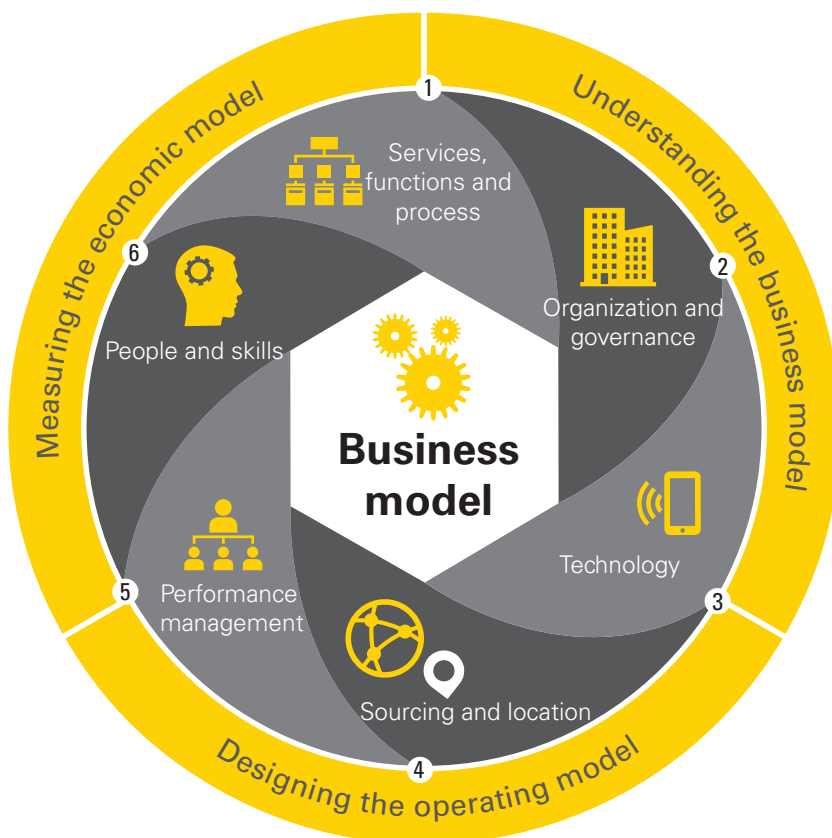 Measuring the economic model
Understanding the business model
Designing the operating model
1
Services,
functions and
process
2
Organization and
governance
3
Technology
4
Sourcing and location
5
Performance
management
6
People and skills
Business
model